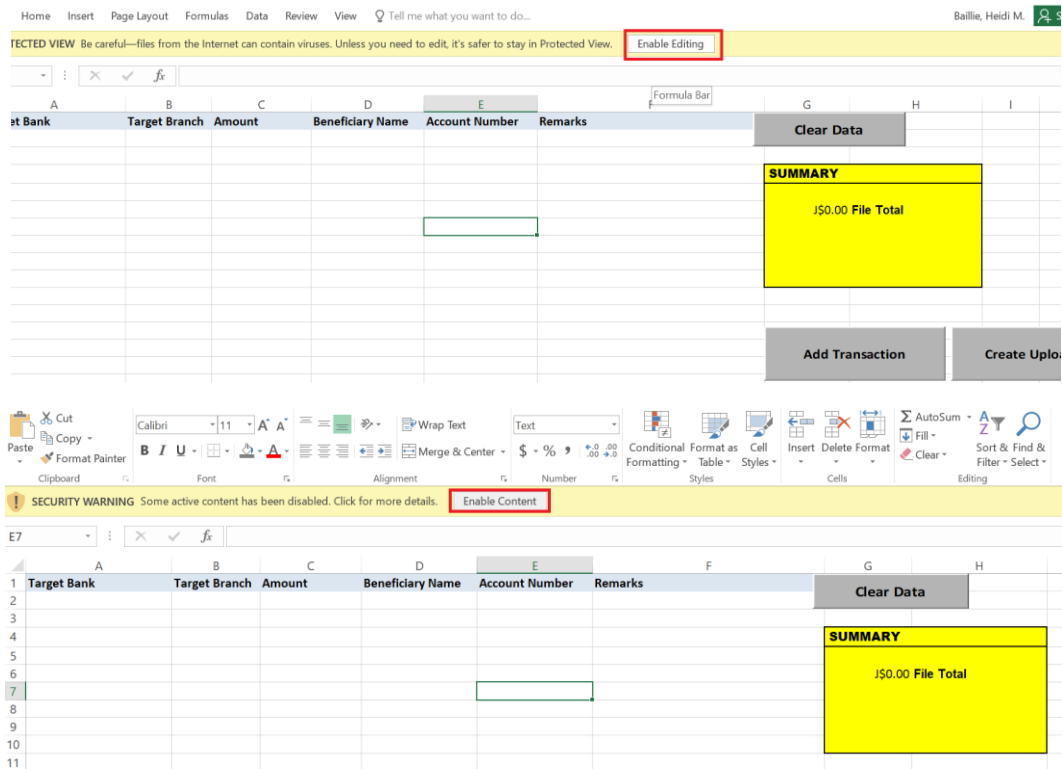 Home Insert Page Layout Formulas Data Review View Tell me what you want to do... Baillie, Heidi M.
TECTED VIEW Be careful—files from the Internet can contain viruses. Unless you need to edit, it's safer to stay in Protected View. Enable Editing
fx
Formula Bar
A B C D E F G H I
et Bank Target Branch Amount Beneficiary Name Account Number Remarks
Clear Data
SUMMARY
J$0.00 File Total
Add Transaction Create Uplo
Cut
Copy
Format Painter
Paste
Clipboard
Calibri 11 A A
B I U A
Font
Wrap Text
Merge & Center
Alignment
Text
$ % , .0 .00 .00 .0
Number
Conditional Formatting
Format as Table
Cell Styles
Styles
Insert Delete Format
Cells
AutoSum
Fill
Clear
A Z
Sort & Filter
Find & Select
Editing
! SECURITY WARNING Some active content has been disabled. Click for more details. Enable Content
E7 fx
A B C D E F G H
1 Target Bank Target Branch Amount Beneficiary Name Account Number Remarks
Clear Data
2
3
4 SUMMARY
5
6 J$0.00 File Total
7
8
9
10
11